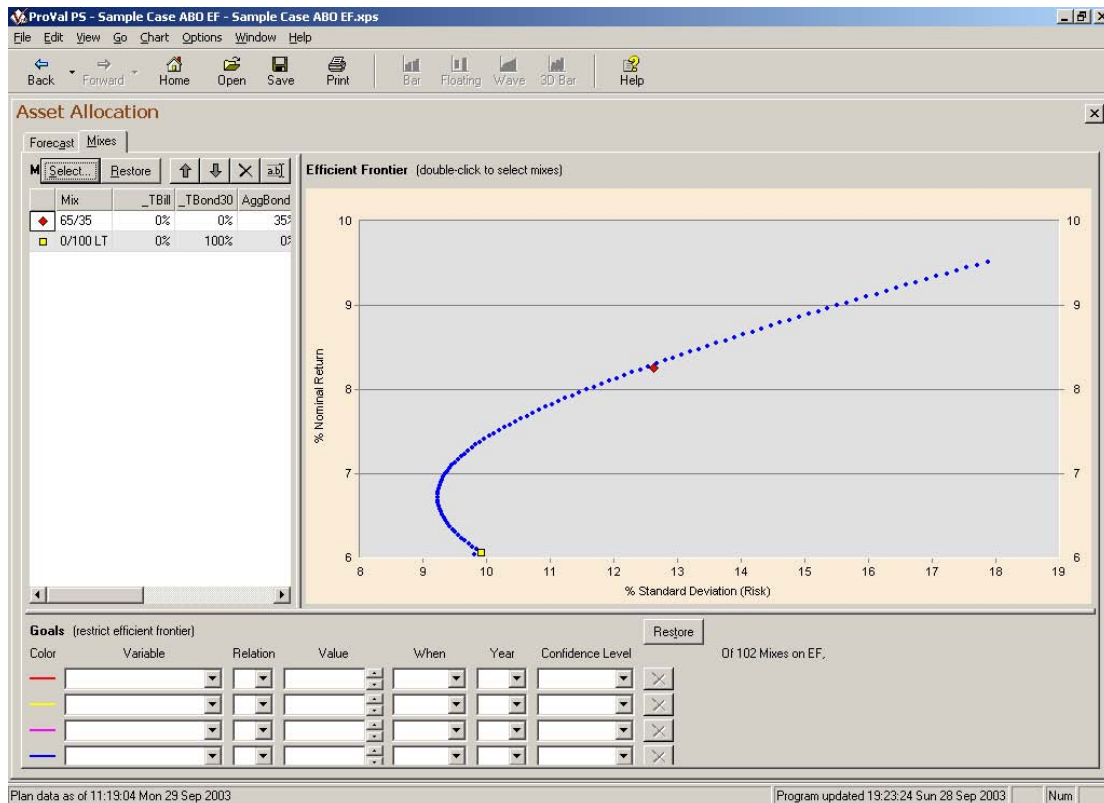 ProVal PS - Sample Case ABO EF - Sample Case ABO EF.xps
File Edit View Go Chart Options Window Help
Back Forward Home Open Save Print Bar Floating Wave 3D Bar Help
Asset Allocation
Forecast Mixes
M Select... Restore a.b
Mix _TBill _TBond30 AggBond
65/35 0% 0% 35%
0/100 LT 0% 100% 0%
Efficient Frontier (double-click to select mixes)
10 10
9 9
8 8
7 7
6 6
% Nominal Return
8 9 10 11 12 13 14 15 16 17 18 19
% Standard Deviation (Risk)
Goals (restrict efficient frontier) Restore
Color Variable Relation Value When Year Confidence Level Of 102 Mixes on EF,
Plan data as of 11:19:04 Mon 29 Sep 2003 Program updated 19:23:24 Sun 28 Sep 2003 Num